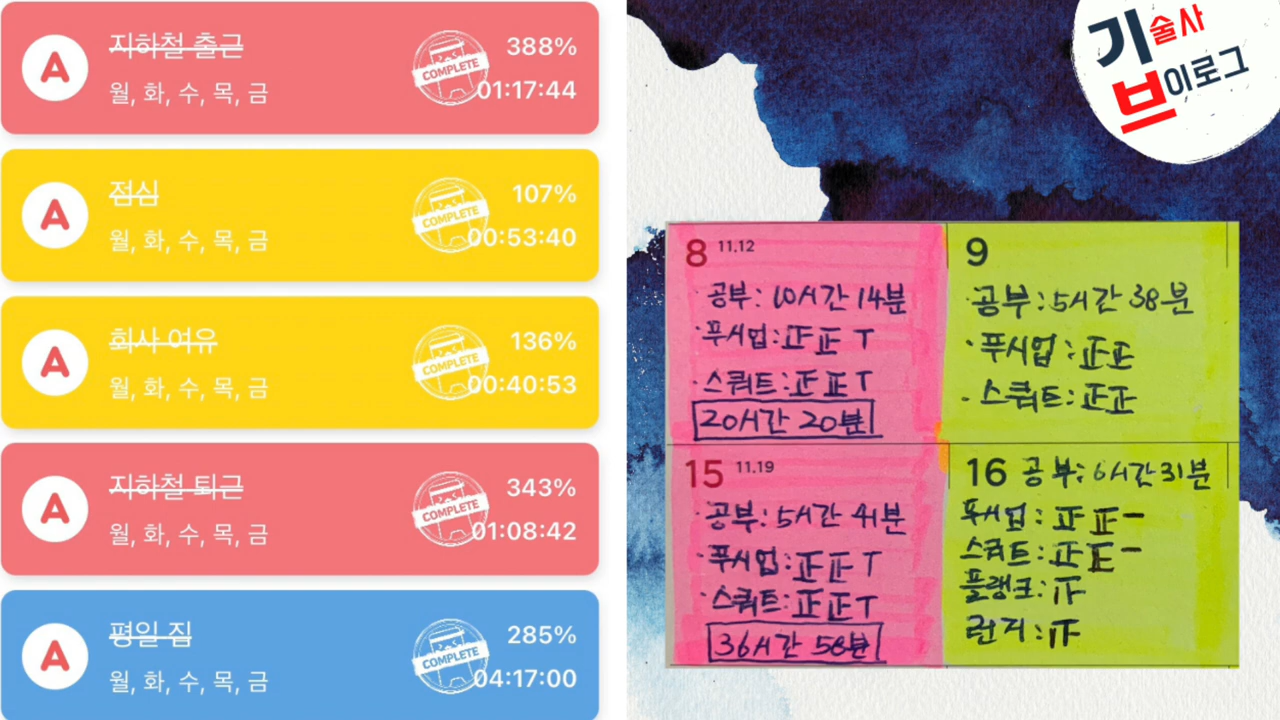 지하철 출근
388%
COMPLETE
월, 화, 수, 목, 금
01:17:44
점심
107%
COMPLETE
월, 화, 수, 목, 금
00:53:40
회사 여유
136%
COMPLETE
월, 화, 수, 목, 금
00:40:53
지하철 퇴근
343%
COMPLETE
월, 화, 수, 목, 금
01:08:42
평일 집
285%
COMPLETE
월, 화, 수, 목, 금
04:17:00
기술사
브이로그
8 11.12
· 공부: 10시간 14분
· 푸시업: 正正T
· 스쿼트: 正正T
20시간 20분
9
· 공부: 5시간 38분
· 푸시업: 正正
· 스쿼트: 正正
15 11.19
· 공부: 5시간 41분
· 푸시업: 正正T
· 스쿼트: 正正T
36시간 58분
16 공부: 6시간 31분
푸시업: 正正一
스쿼트: 正正一
플랭크:
런지: